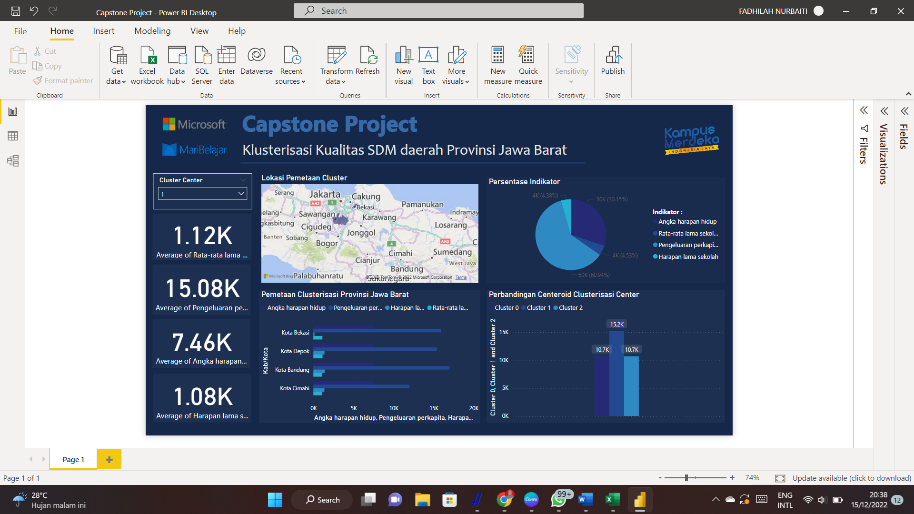 Capstone Project - Power BI Desktop
Search
FADHILAH NURBAITI
File Home Insert Modeling View Help
Paste
Cut
Copy
Format painter
Clipboard
Get data
Excel workbook
Data hub
SQL Server
Enter data
Dataverse
Recent sources
Data
Transform data
Refresh
Queries
New visual
Text box
More visuals
Insert
New measure
Quick measure
Calculations
Sensitivity
Sensitivity
Publish
Share
Microsoft
MariBelajar
Capstone Project
Klusterisasi Kualitas SDM daerah Provinsi Jawa Barat
Kampus
Merdeka
Cluster Center
1
1.12K
Average of Rata-rata lama ...
15.08K
Average of Pengeluaran pe...
7.46K
Average of Angka harapan...
1.08K
Average of Harapan lama s...
Lokasi Pemetaan Cluster
Serang
Jakarta
Cakung
Pamanukan
Bekasi
Sawangan
Karawang
Indramay
Cigudeg
Jonggol
Losarang
Bogor
Cimahi
Sumedang
Cianjur
Bandung
Palabuhanratu
Persentase Indikator
Indikator :
Angka harapan hidup
Rata-rata lama sekol...
Pengeluaran perkapi...
Harapan lama sekolah
Pemetaan Clusterisasi Provinsi Jawa Barat
Angka harapan hidup Pengeluaran per... Harapan la... Rata-rata la...
Kab/Kota
Kota Bekasi
Kota Depok
Kota Bandung
Kota Cimahi
0K 5K 10K 15K 20K
Angka harapan hidup. Pengeluaran perkapita. Harapa...
Perbandingan Centeroid Clusterisasi Center
Cluster 0 Cluster 1 Cluster 2
Cluster 0, Cluster 1 and Cluster 2
15K
10K
5K
0K
10.7K
15.2K
10.7K
Filters
Visualizations
Fields
Page 1
Page 1 of 1
74%
Update available (click to download)
28°C
Hujan malam ini
Search
99+
ENG
INTL
20:38
15/12/2022
12